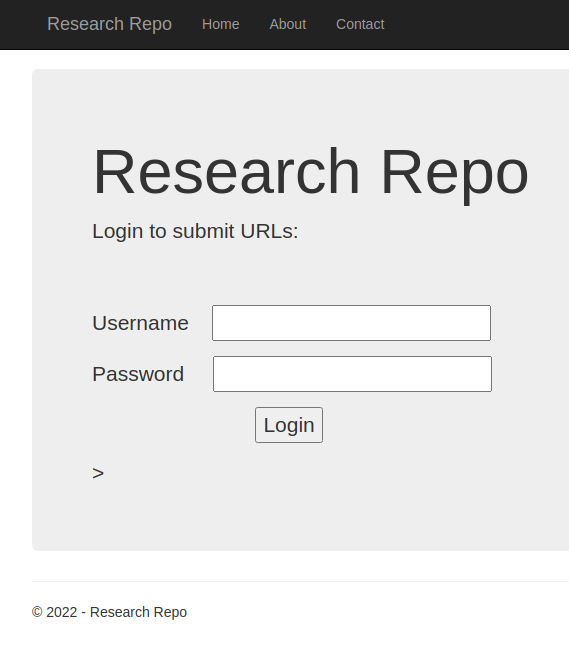 Research Repo Home About Contact
Research Repo
Login to submit URLs:
Username
Password
Login
>
© 2022 - Research Repo